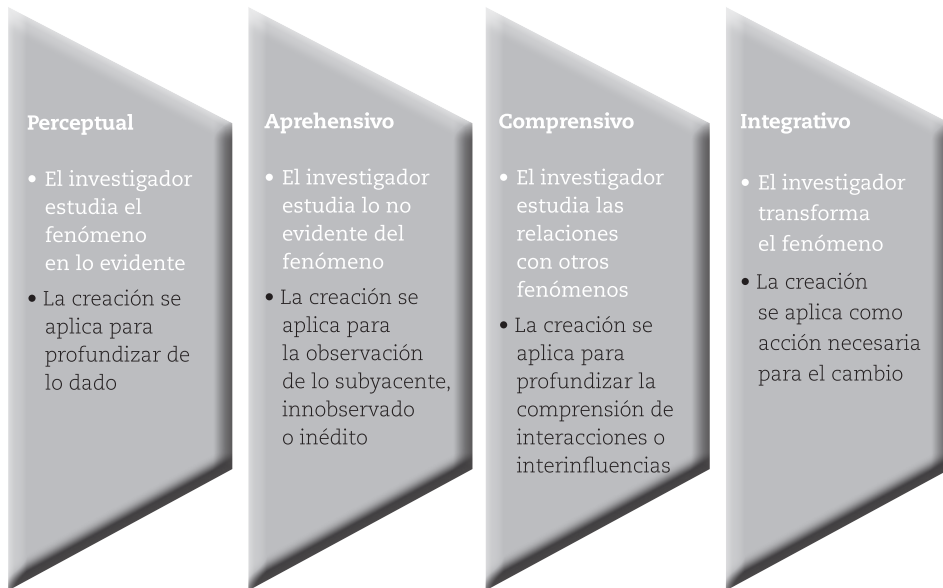 Perceptual
• El investigador
estudia el
fenómeno
en lo evidente
• La creación se
aplica para
profundizar de
lo dado
Aprehensivo
• El investigador
estudia lo no
evidente del
fenómeno
• La creación se
aplica para
la observación
de lo subyacente,
innobservado
o inédito
Comprensivo
• El investigador
estudia las
relaciones
con otros
fenómenos
• La creación se
aplica para
profundizar la
comprensión de
interacciones o
interinfluencias
Integrativo
• El investigador
transforma
el fenómeno
• La creación
se aplica como
acción necesaria
para el cambio